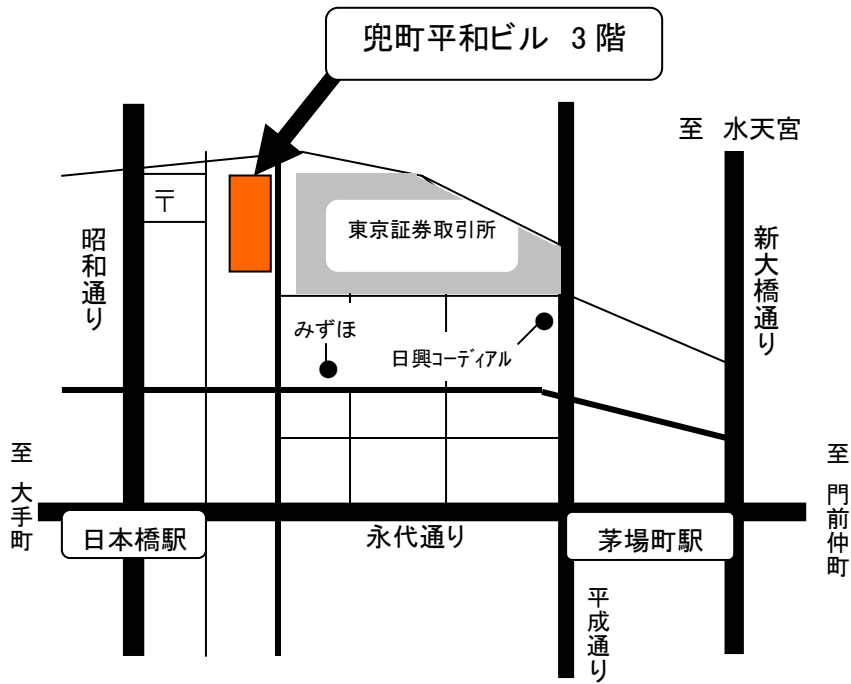 兜町平和ビル 3階
至 水天宮
〒
東京証券取引所
昭和通り
新大橋通り
みずほ
日興コーディアル
至 大手町
至 門前仲町
日本橋駅
永代通り
茅場町駅
平成通り